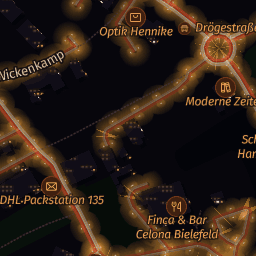 Optik Hennike
Drögestraße
Wickenkamp
Moderne Zeite
Sch
Har
DHL-Packstation 135
Finca & Bar
Celona Bielefeld